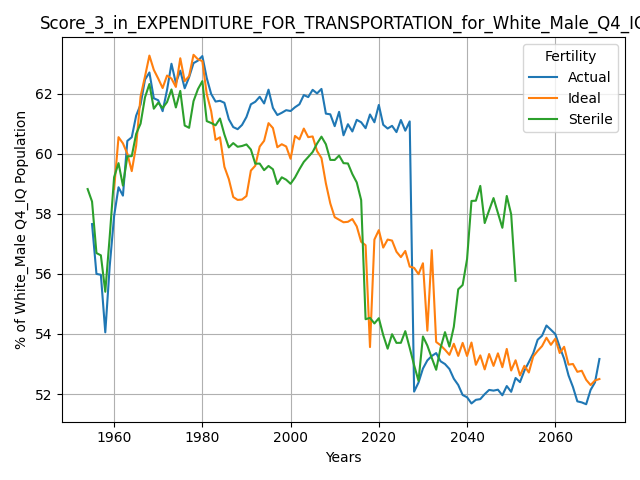 Score_3_in_EXPENDITURE_FOR_TRANSPORTATION_for_White_Male_Q4_IQ
Fertility
Actual
Ideal
Sterile
% of White_Male Q4_IQ Population
62
60
58
56
54
52
1960 1980 2000 2020 2040 2060
Years